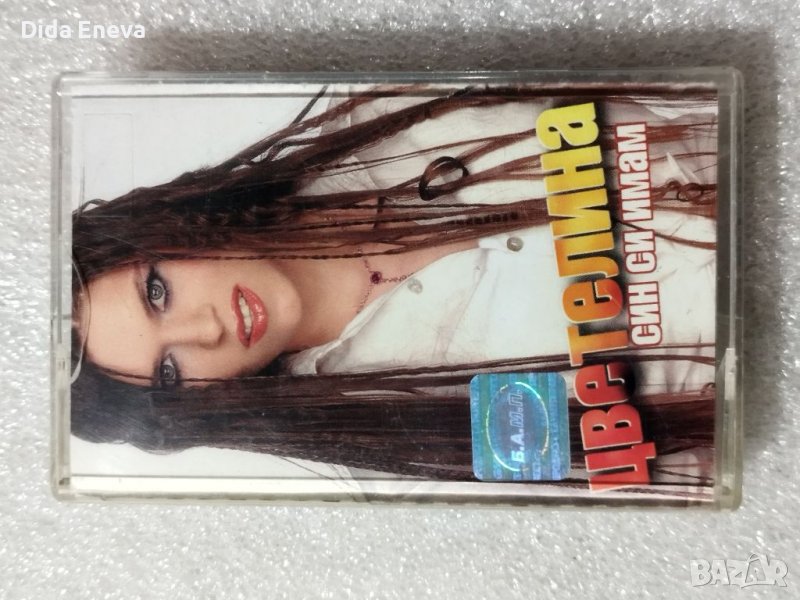 Dida Eneva
цветелина
син си имам
Б.А.М.П.
BAZAR